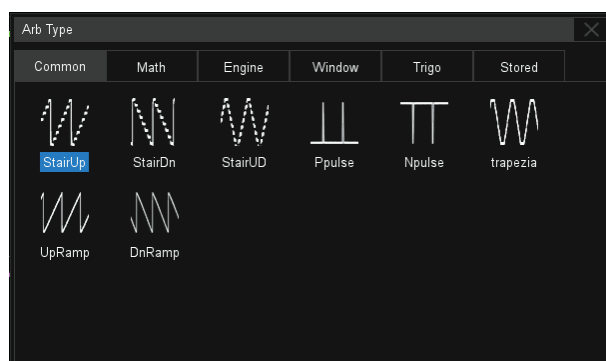 Arb Type
Common Math Engine Window Trigo Stored
StairUp StairDn StairUD Ppulse Npulse trapezia
UpRamp DnRamp